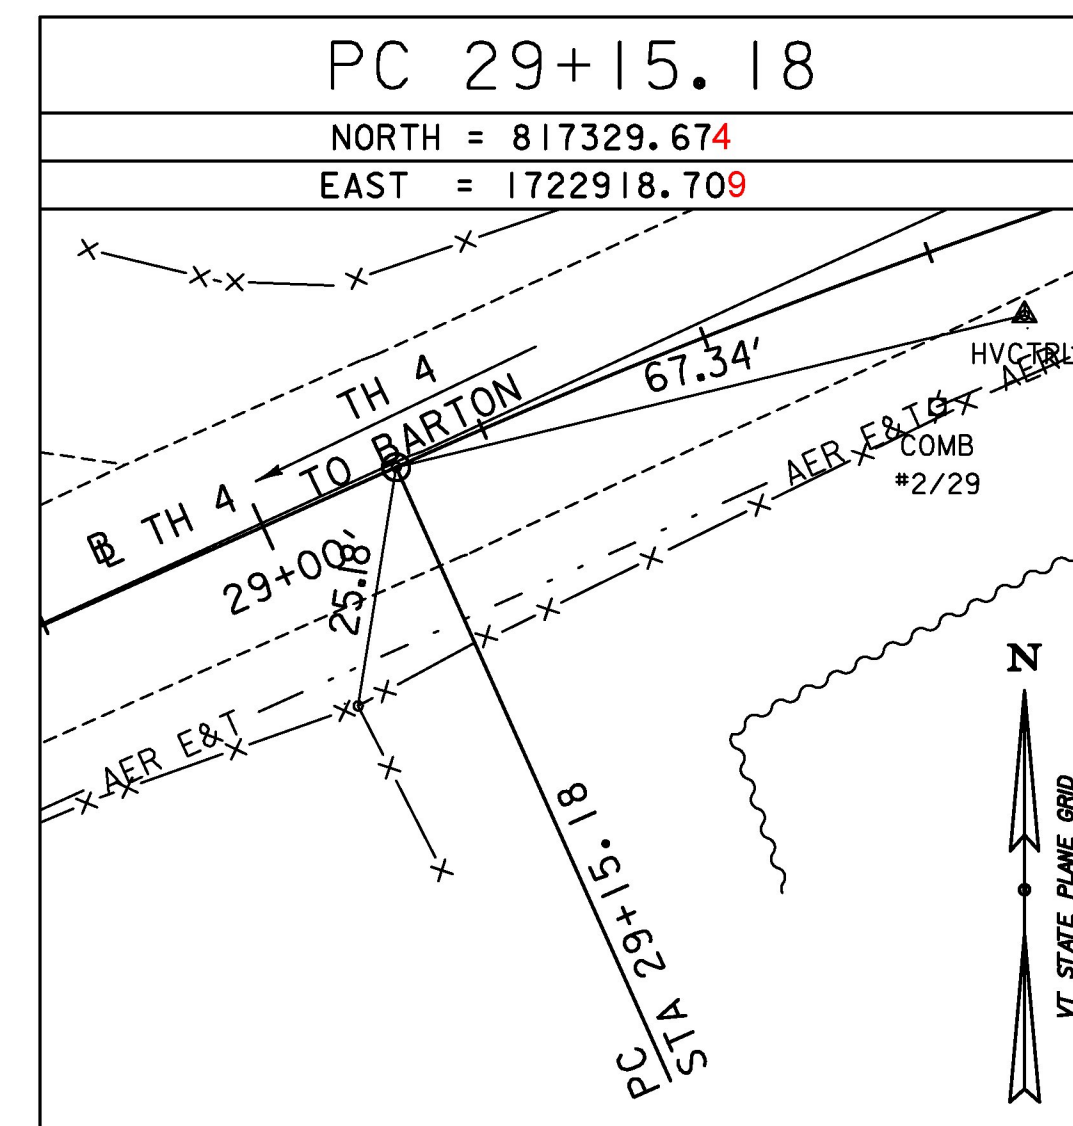 PC 29+15.18
NORTH = 817329.674
EAST = 1722918.709
TH 4
TO BARTON
67.34'
HVCTRL
AER
AER E&T
COMB
#2/29
℄ TH 4
29+00
25.18'
N
AER E&T
VT STATE PLANE GRID
PC
STA 29+15.18